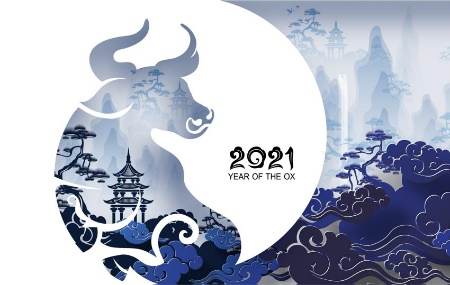 2021
YEAR OF THE OX